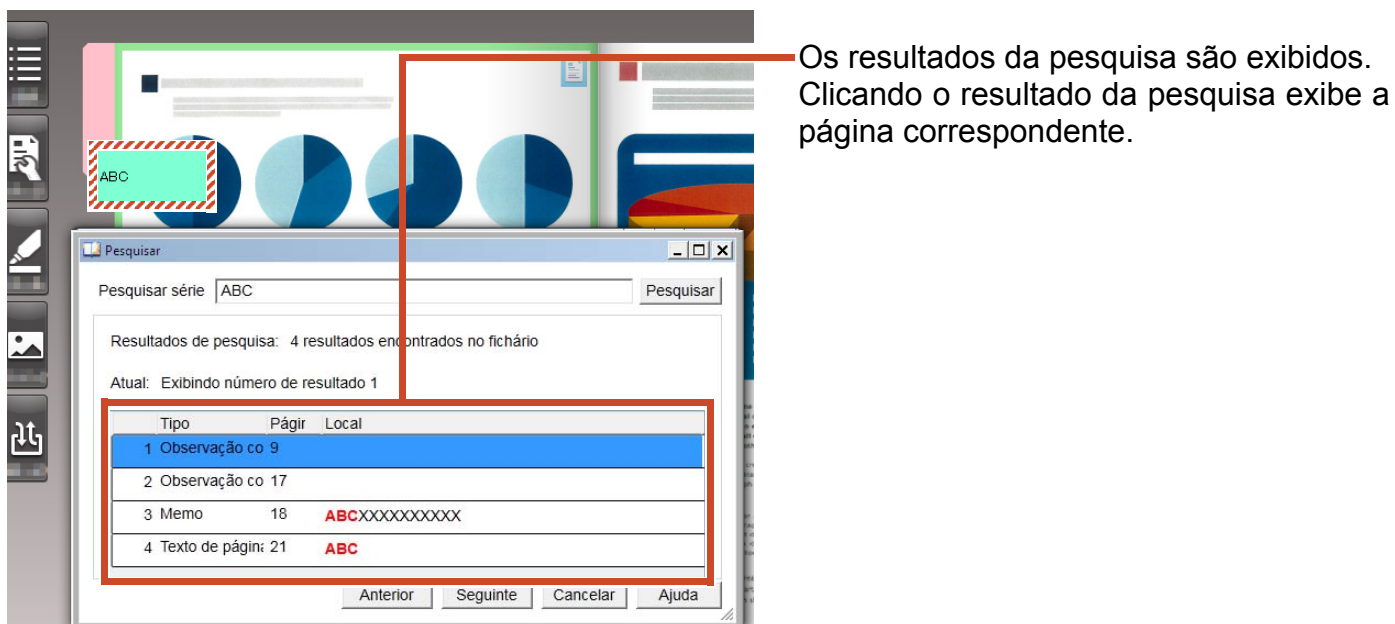 Os resultados da pesquisa são exibidos.
Clicando o resultado da pesquisa exibe a
página correspondente.
ABC
Pesquisar
Pesquisar série ABC Pesquisar
Resultados de pesquisa: 4 resultados encontrados no fichário
Atual: Exibindo número de resultado 1
Tipo Págir Local
1 Observação co 9
2 Observação co 17
3 Memo 18 ABCXXXXXXXXXX
4 Texto de página 21 ABC
Anterior Seguinte Cancelar Ajuda